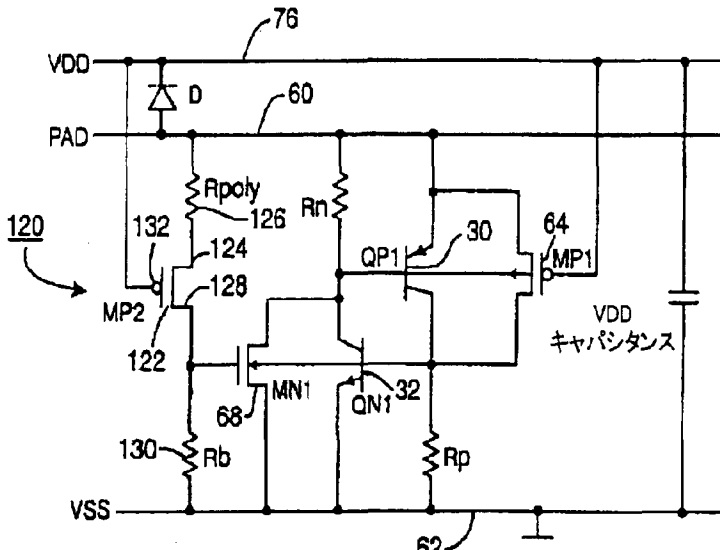 76
VDD
D
60
PAD
Rpoly
126
Rn
120
132
124
QP1
30
64
MP1
128
MP2
122
VDD
キャパシタンス
MN1
32
68
QN1
130
Rb
Rp
VSS
62